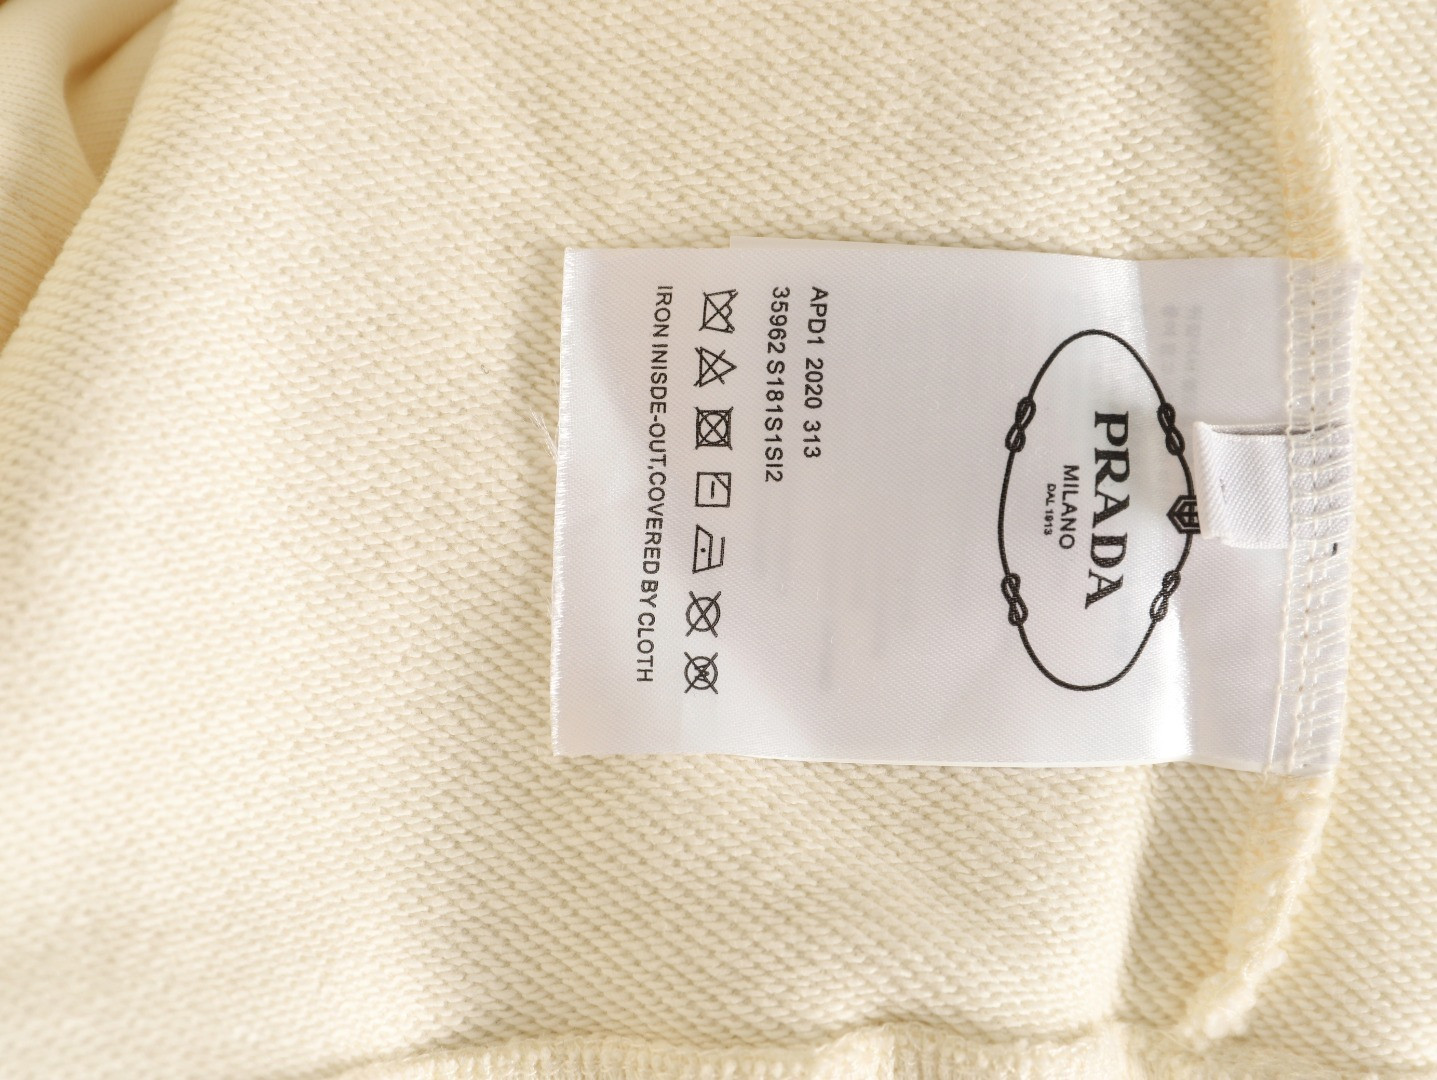 PRADA
MILANO
DAL 1913
APD1 2020 313
35962 S181S1SI2
IRON INISDE-OUT,COVERED BY CLOTH